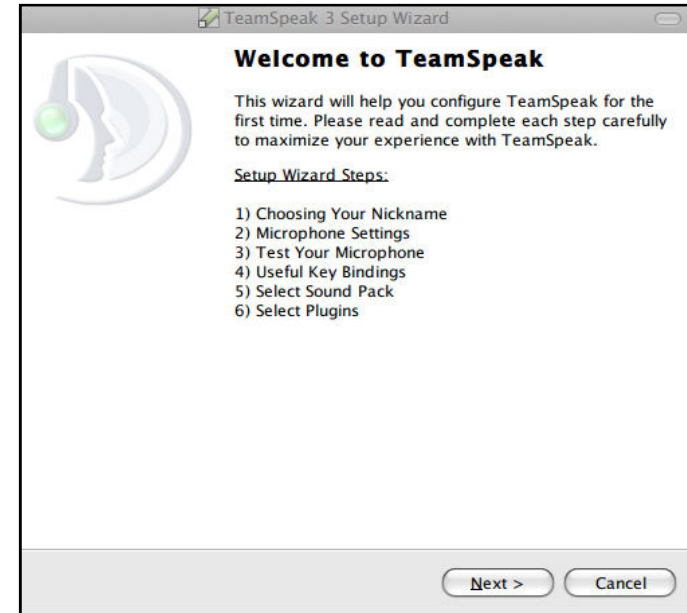 TeamSpeak 3 Setup Wizard
Welcome to TeamSpeak
This wizard will help you configure TeamSpeak for the
first time. Please read and complete each step carefully
to maximize your experience with TeamSpeak.
Setup Wizard Steps:
1) Choosing Your Nickname
2) Microphone Settings
3) Test Your Microphone
4) Useful Key Bindings
5) Select Sound Pack
6) Select Plugins
Next > Cancel